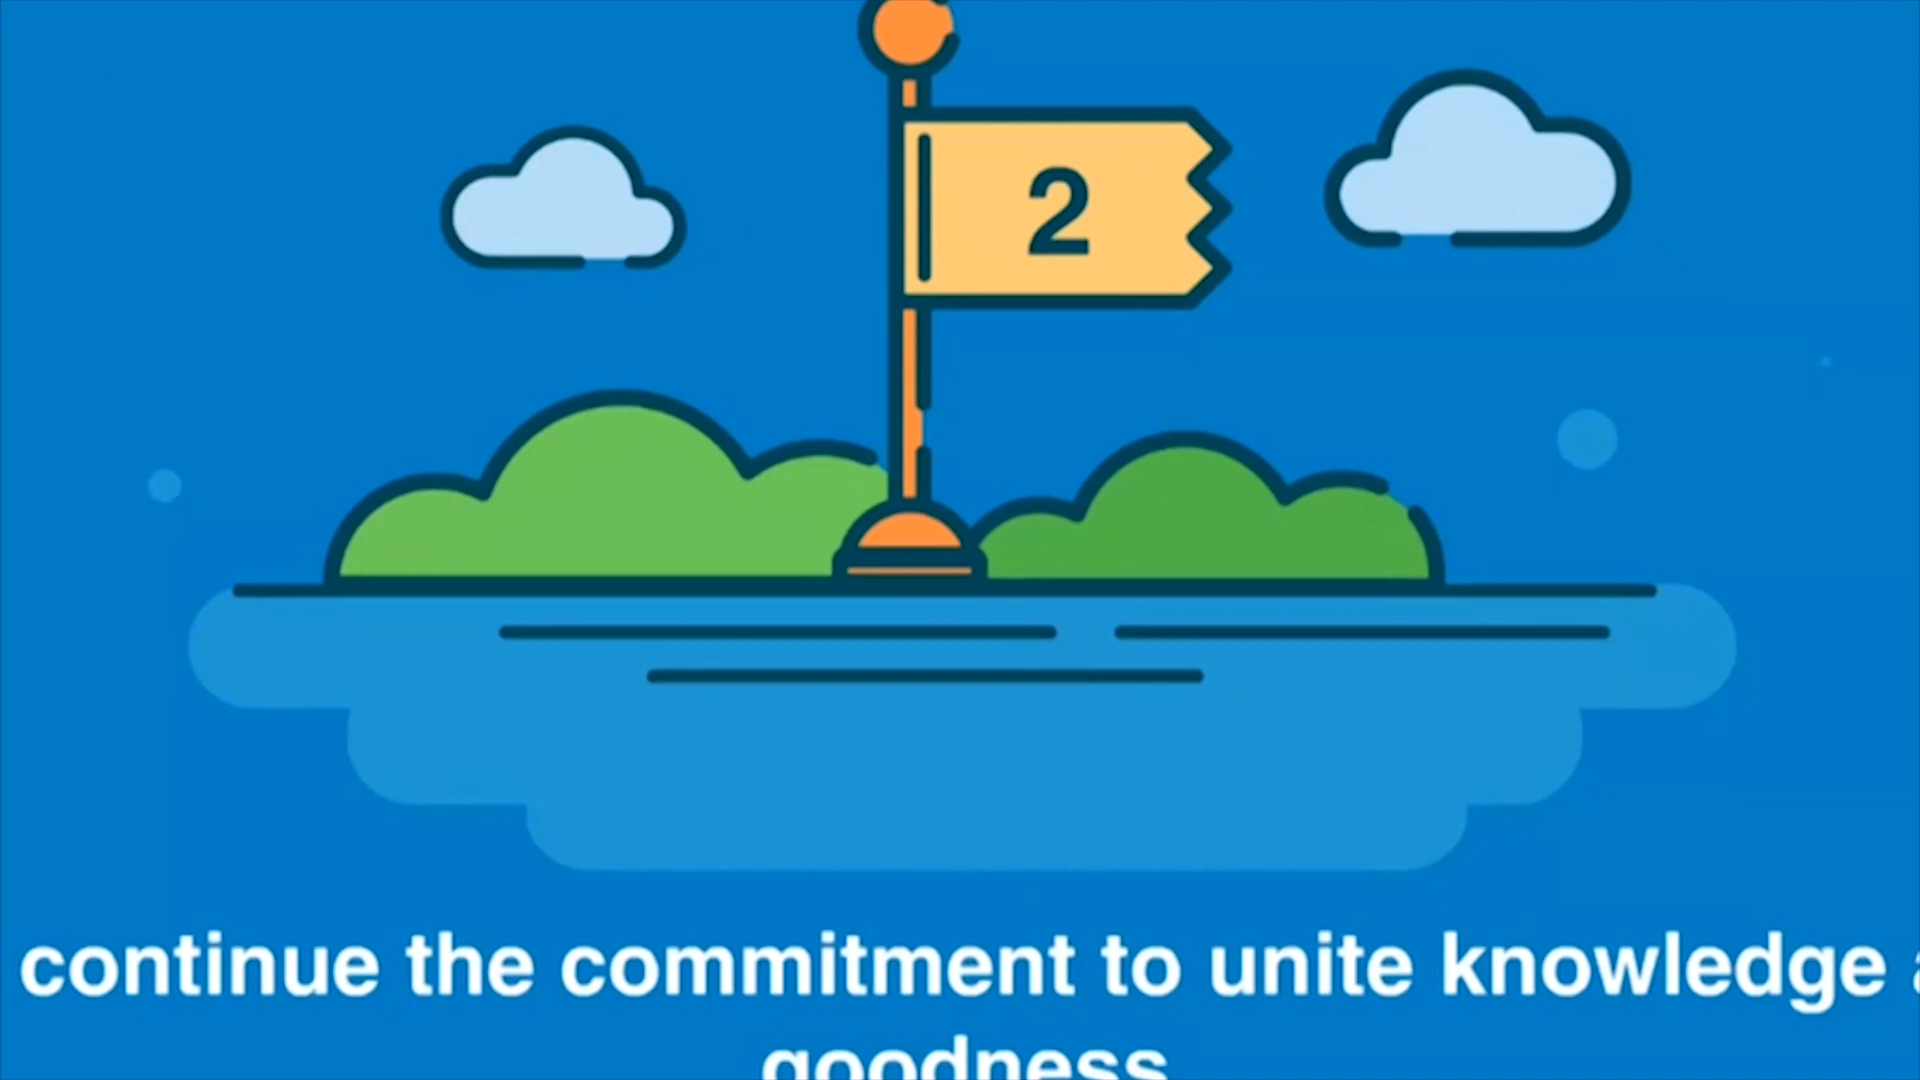 2
continue the commitment to unite knowledge
goodness